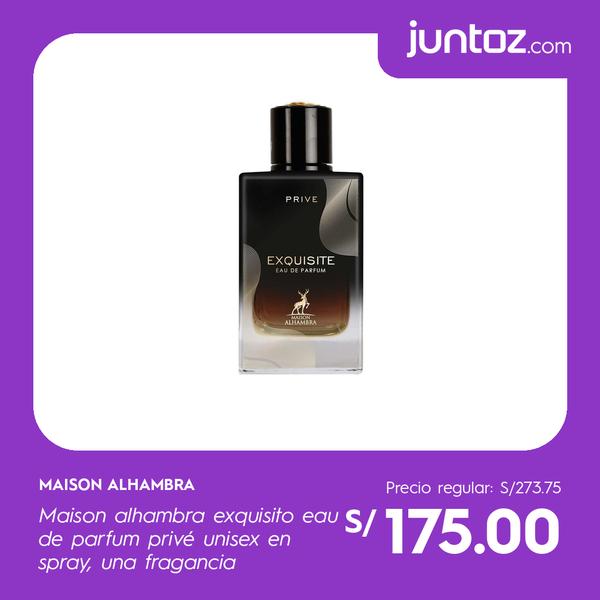 juntoz.com
PRIVE
EXQUISITE
EAU DE PARFUM
MAISON
ALHAMBRA
MAISON ALHAMBRA
Maison alhambra exquisito eau
de parfum privé unisex en
spray, una fragancia
Precio regular: S/273.75
S/ 175.00